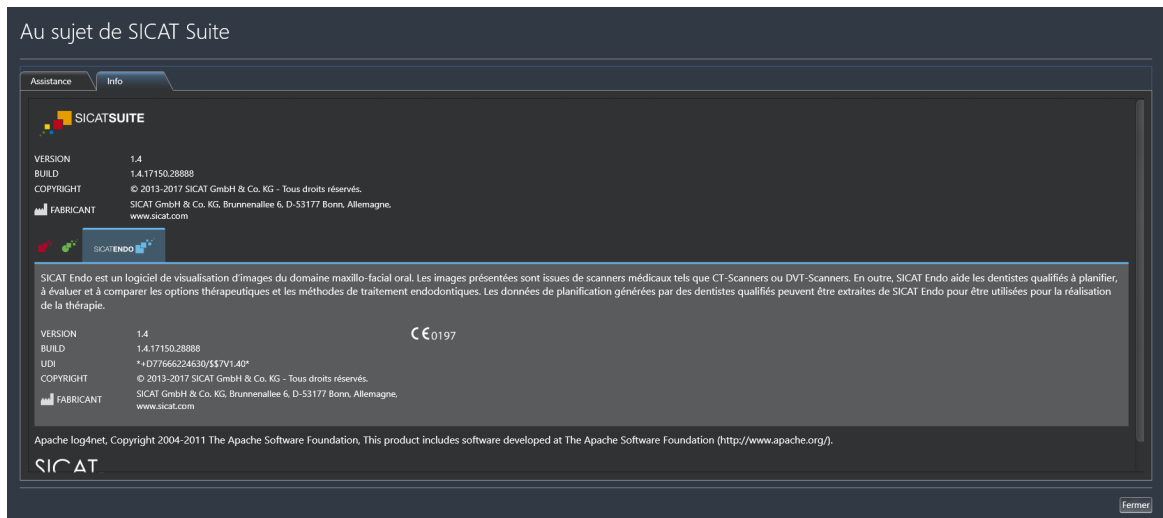 Au sujet de SICAT Suite
Assistance
Info
SICATSUITE
VERSION 1.4
BUILD 1.4.17150.28888
COPYRIGHT © 2013-2017 SICAT GmbH & Co. KG - Tous droits réservés.
FABRICANT SICAT GmbH & Co. KG, Brunnenallee 6, D-53177 Bonn, Allemagne,
www.sicat.com
SICATENDO
SICAT Endo est un logiciel de visualisation d'images du domaine maxillo-facial oral. Les images présentées sont issues de scanners médicaux tels que CT-Scanners ou DVT-Scanners. En outre, SICAT Endo aide les dentistes qualifiés à planifier,
à évaluer et à comparer les options thérapeutiques et les méthodes de traitement endodontiques. Les données de planification générées par des dentistes qualifiés peuvent être extraites de SICAT Endo pour être utilisées pour la réalisation
de la thérapie.
VERSION 1.4 CE0197
BUILD 1.4.17150.28888
UDI *+D77666224630/$$7V1.40*
COPYRIGHT © 2013-2017 SICAT GmbH & Co. KG - Tous droits réservés.
FABRICANT SICAT GmbH & Co. KG, Brunnenallee 6, D-53177 Bonn, Allemagne,
www.sicat.com
Apache log4net, Copyright 2004-2011 The Apache Software Foundation, This product includes software developed at The Apache Software Foundation (http://www.apache.org/).
SICAT
Fermer